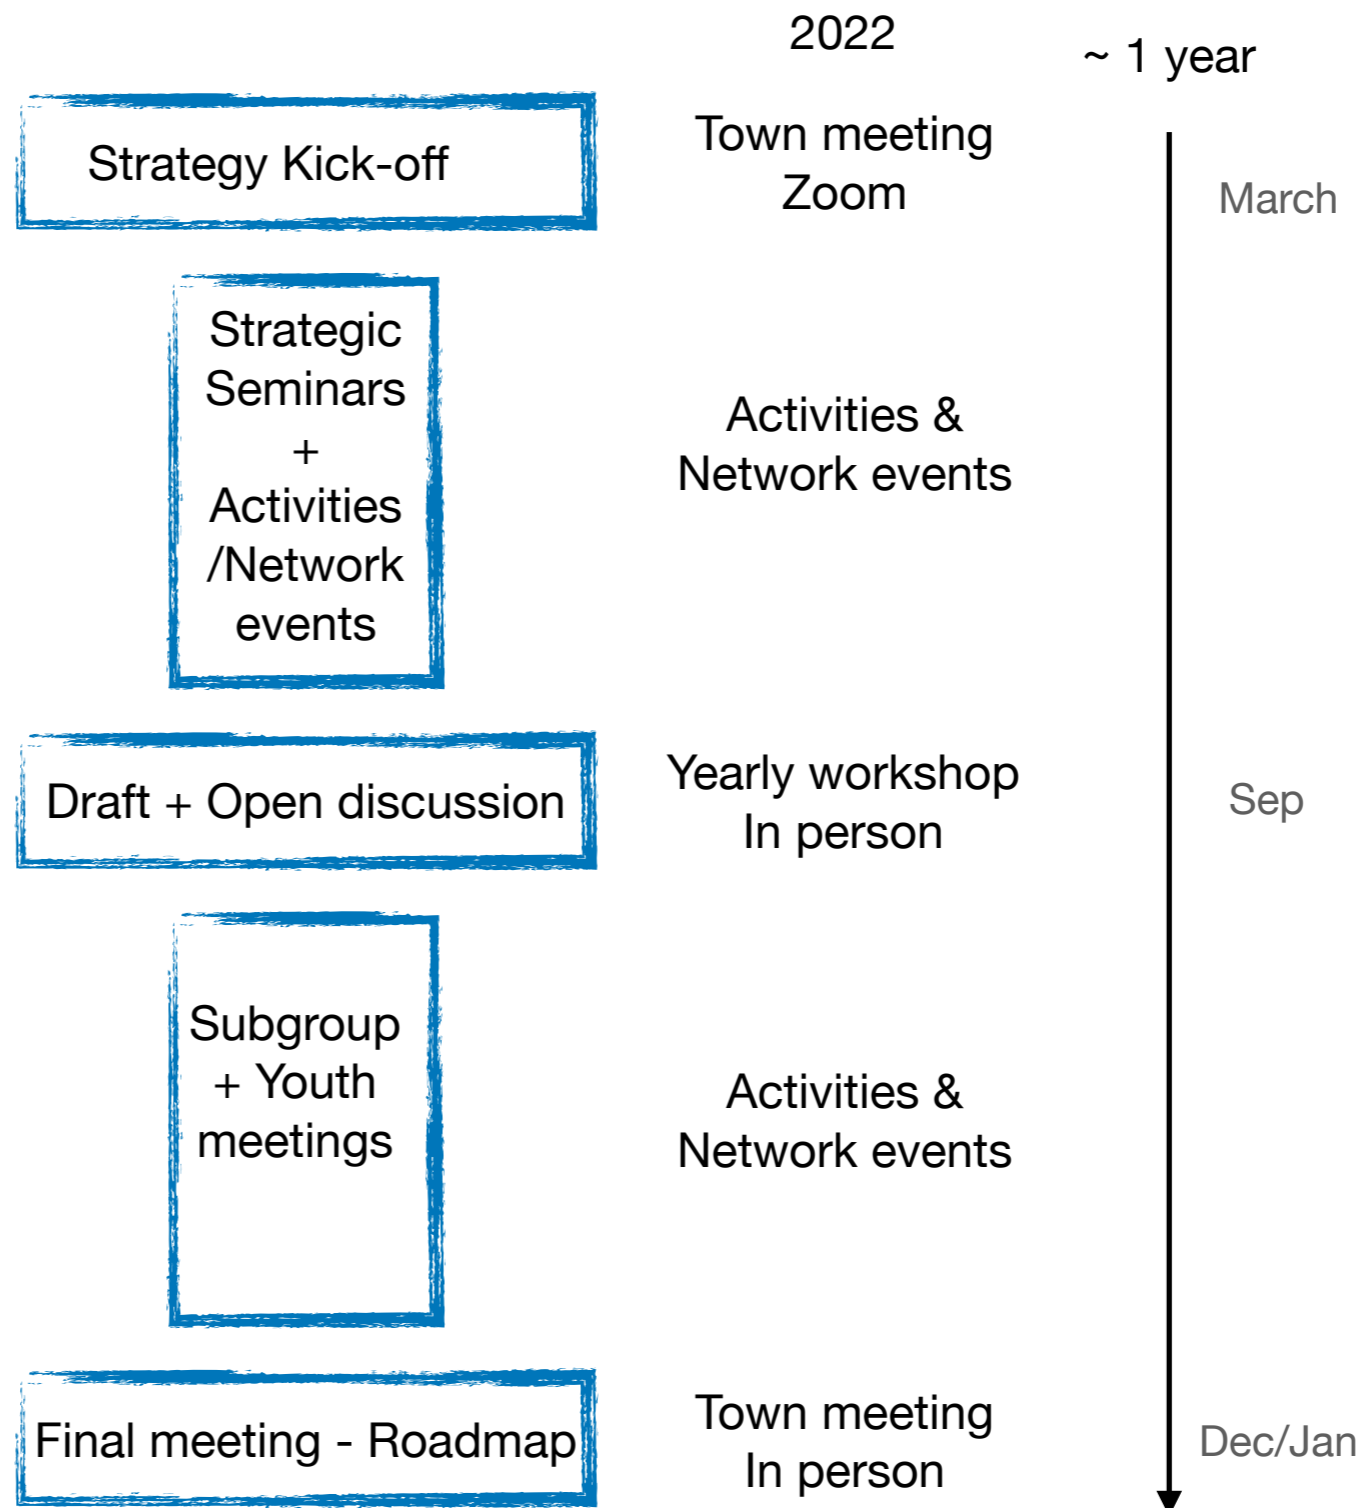 2022
~ 1 year
Strategy Kick-off
Town meeting
Zoom
March
Strategic
Seminars
+
Activities
/Network
events
Activities &
Network events
Draft + Open discussion
Yearly workshop
In person
Sep
Subgroup
+ Youth
meetings
Activities &
Network events
Final meeting - Roadmap
Town meeting
In person
Dec/Jan